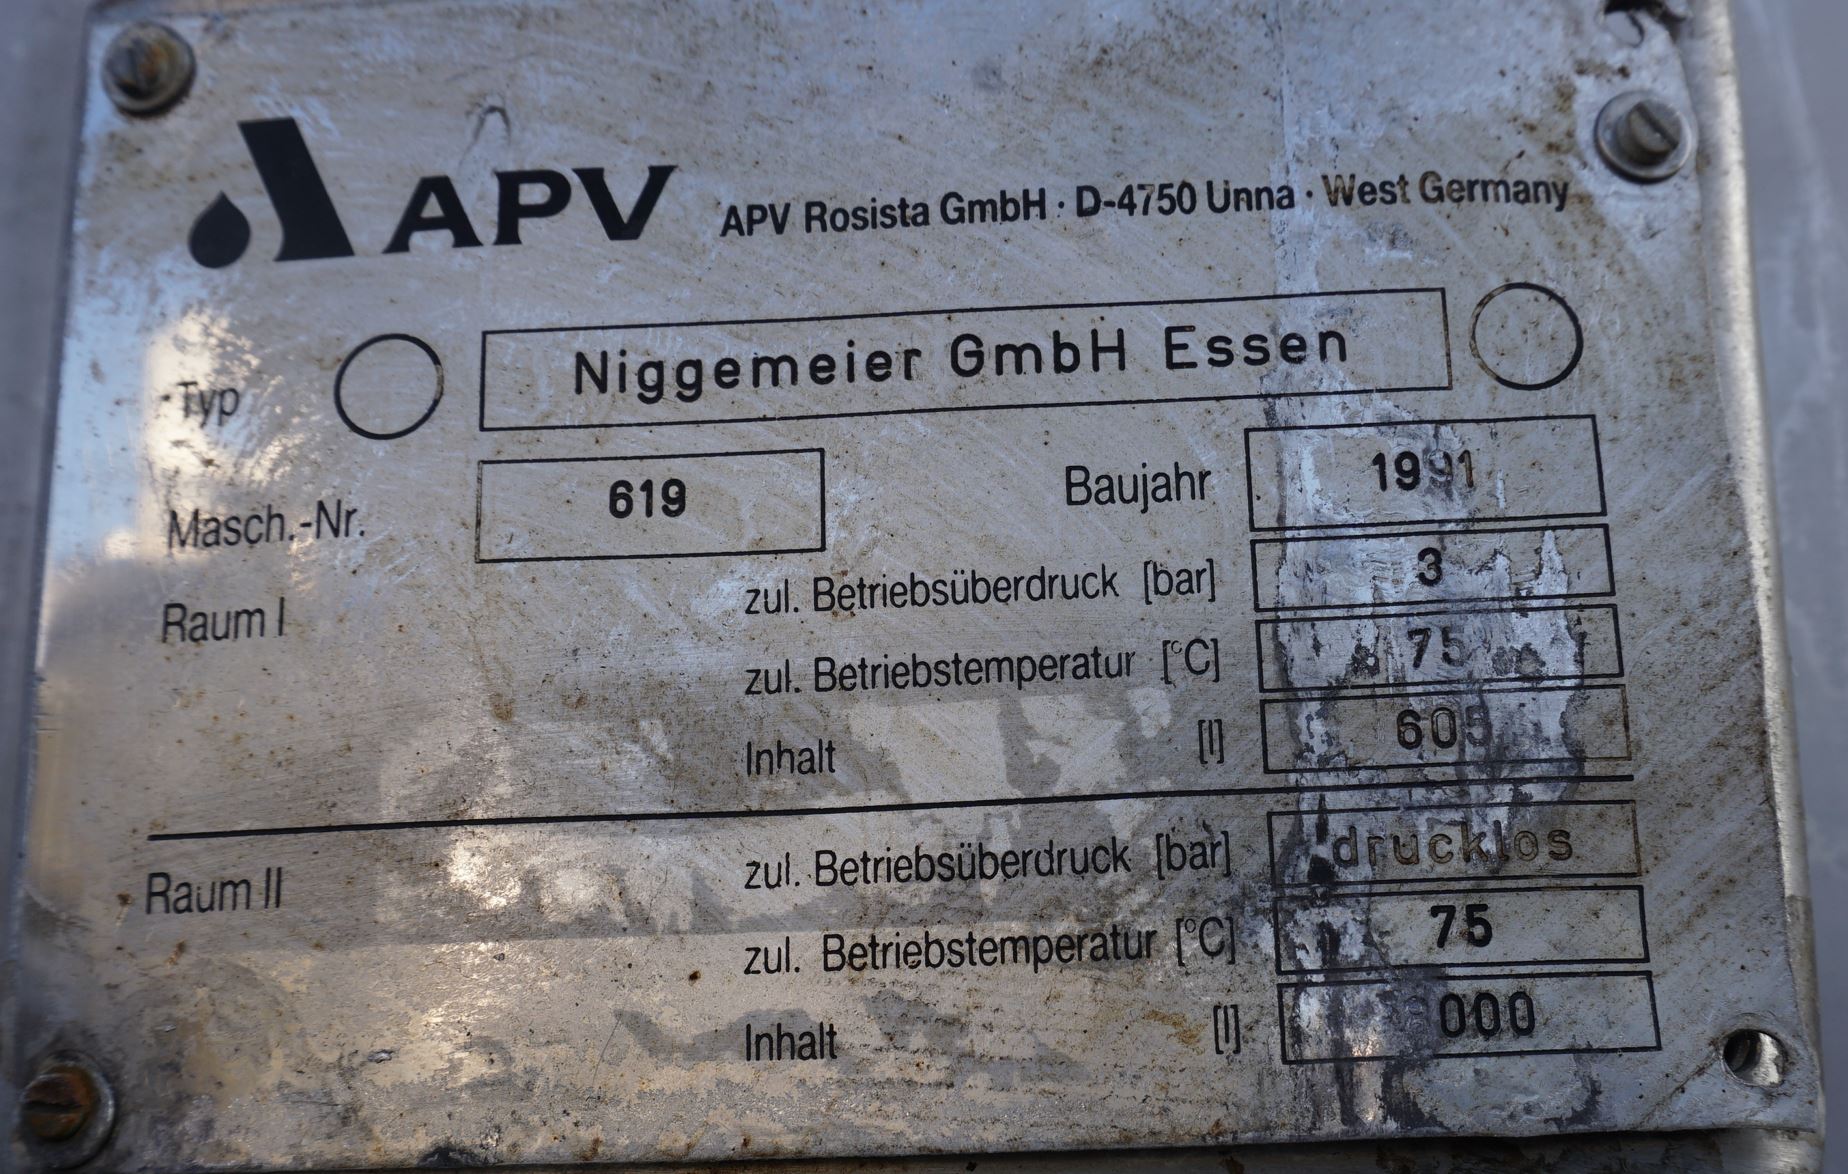 APV APV Rosista GmbH · D-4750 Unna · West Germany
Typ Niggemeier GmbH Essen
Masch.-Nr. 619 Baujahr 1991
Raum I zul. Betriebsüberdruck [bar] 3
zul. Betriebstemperatur [°C] 75
Inhalt [l] 605
Raum II zul. Betriebsüberdruck [bar] drucklos
zul. Betriebstemperatur [°C] 75
Inhalt [l]